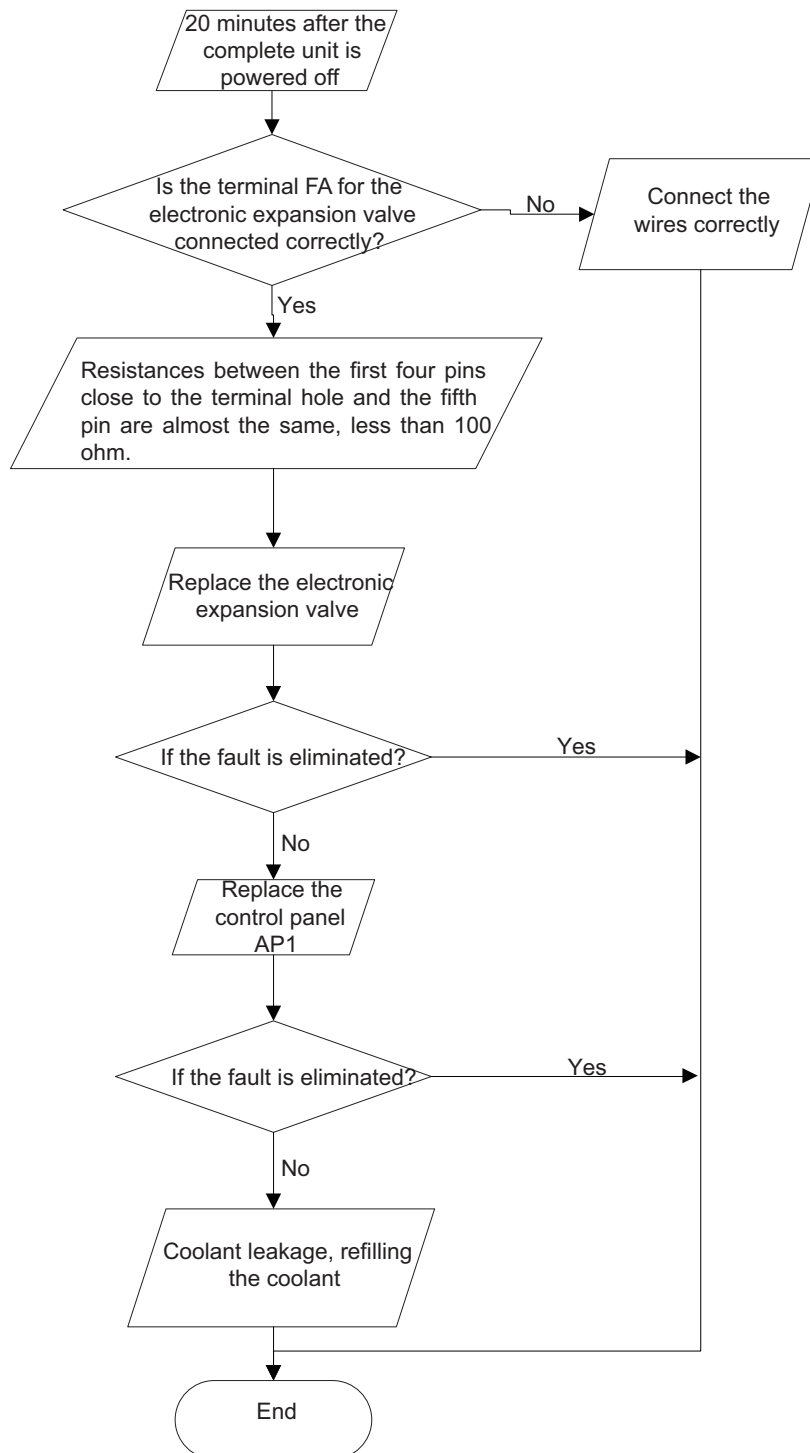 20 minutes after the
complete unit is
powered off
Is the terminal FA for the
electronic expansion valve
connected correctly?
No
Connect the
wires correctly
Yes
Resistances between the first four pins
close to the terminal hole and the fifth
pin are almost the same, less than 100
ohm.
Replace the electronic
expansion valve
If the fault is eliminated?
Yes
No
Replace the
control panel
AP1
If the fault is eliminated?
Yes
No
Coolant leakage, refilling
the coolant
End